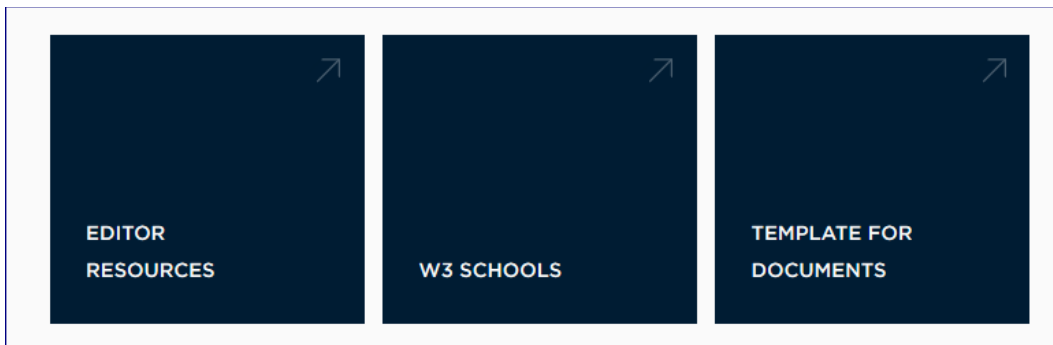 EDITOR
RESOURCES
W3 SCHOOLS
TEMPLATE FOR
DOCUMENTS